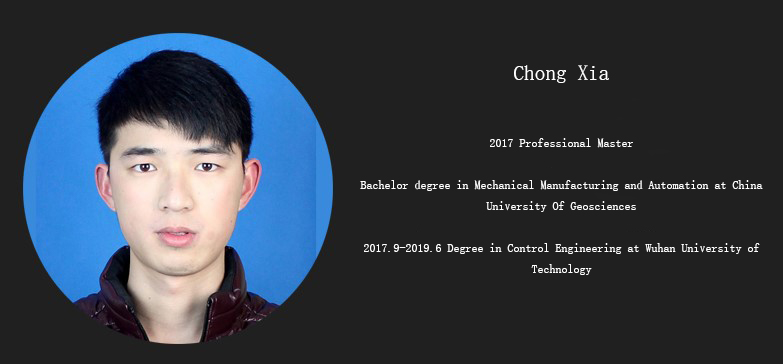 Chong Xia
2017 Professional Master
Bachelor degree in Mechanical Manufacturing and Automation at China
University Of Geosciences
2017.9-2019.6 Degree in Control Engineering at Wuhan University of
Technology